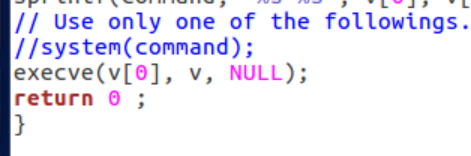 // Use only one of the followings.
//system(command);
execve(v[0], v, NULL);
return 0 ;
}